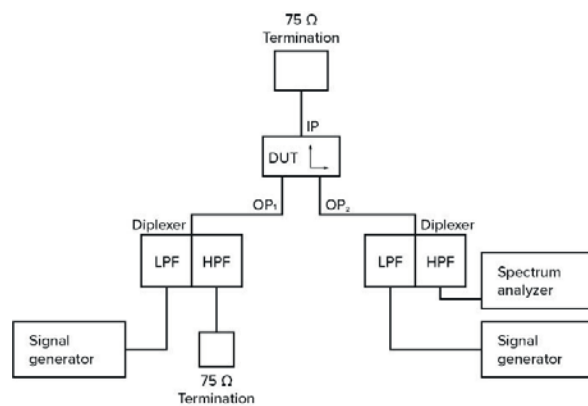 75 Ω
Termination
IP
DUT
OP₁
OP₂
Diplexer
Diplexer
LPF
HPF
LPF
HPF
Spectrum
analyzer
Signal
generator
Signal
generator
75 Ω
Termination